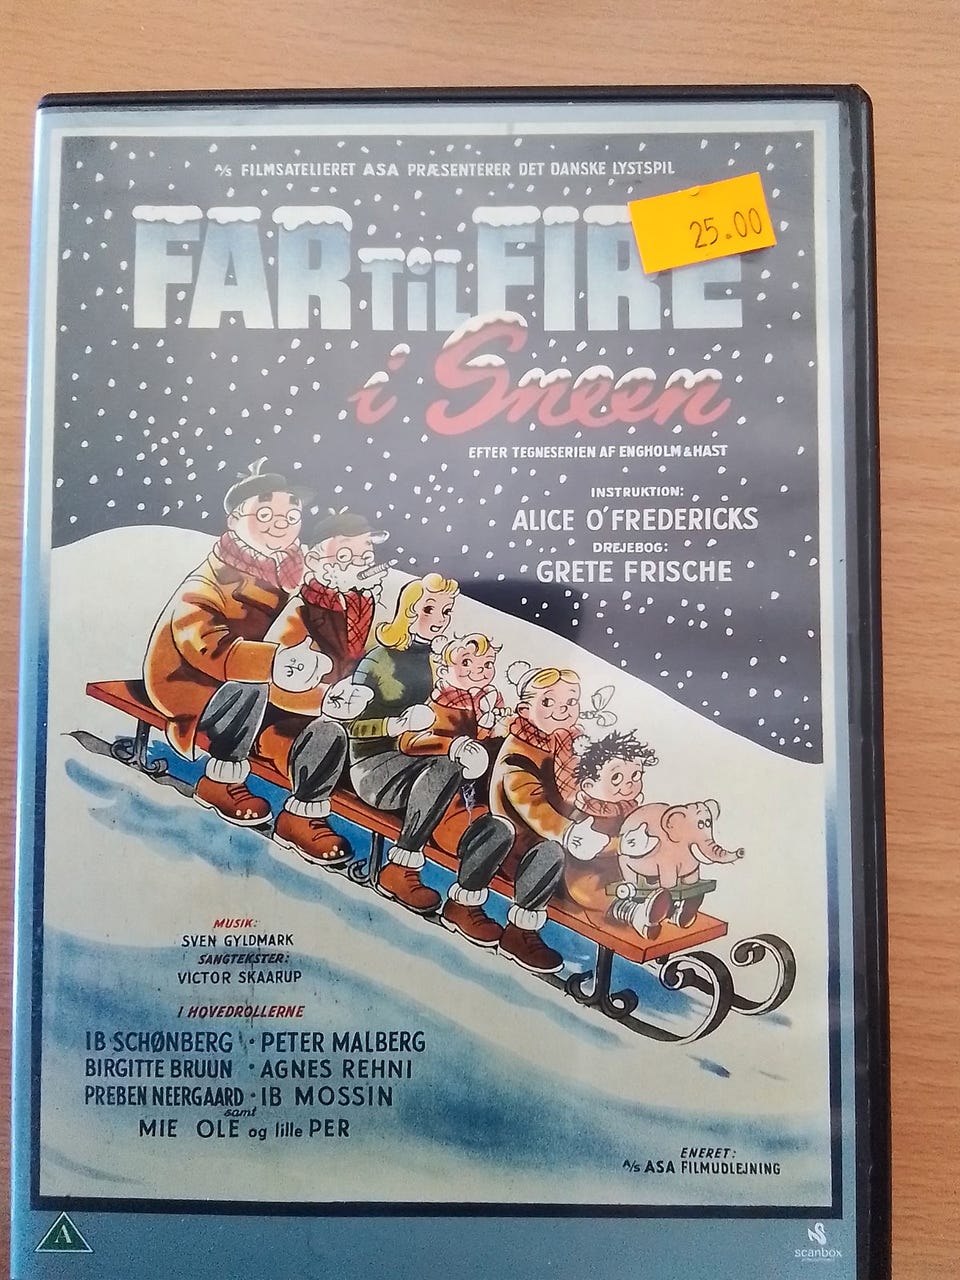 A/S FILMSATELIERET ASA PRÆSENTERER DET DANSKE LYSTSPIL
FAR TiL FIRE
25.00
i Sneen
EFTER TEGNESERIEN AF ENGHOLM & HAST
INSTRUKTION:
ALICE O'FREDERICKS
DREJEBOG:
GRETE FRISCHE
MUSIK:
SVEN GYLDMARK
SANGTEKSTER:
VICTOR SKAARUP
I HOVEDROLLERNE
IB SCHØNBERG · PETER MALBERG
BIRGITTE BRUUN · AGNES REHNI
PREBEN NEERGAARD · IB MOSSIN
samt
MIE OLE og lille PER
ENERET:
A/S ASA FILMUDLEJNING
A
scanbox